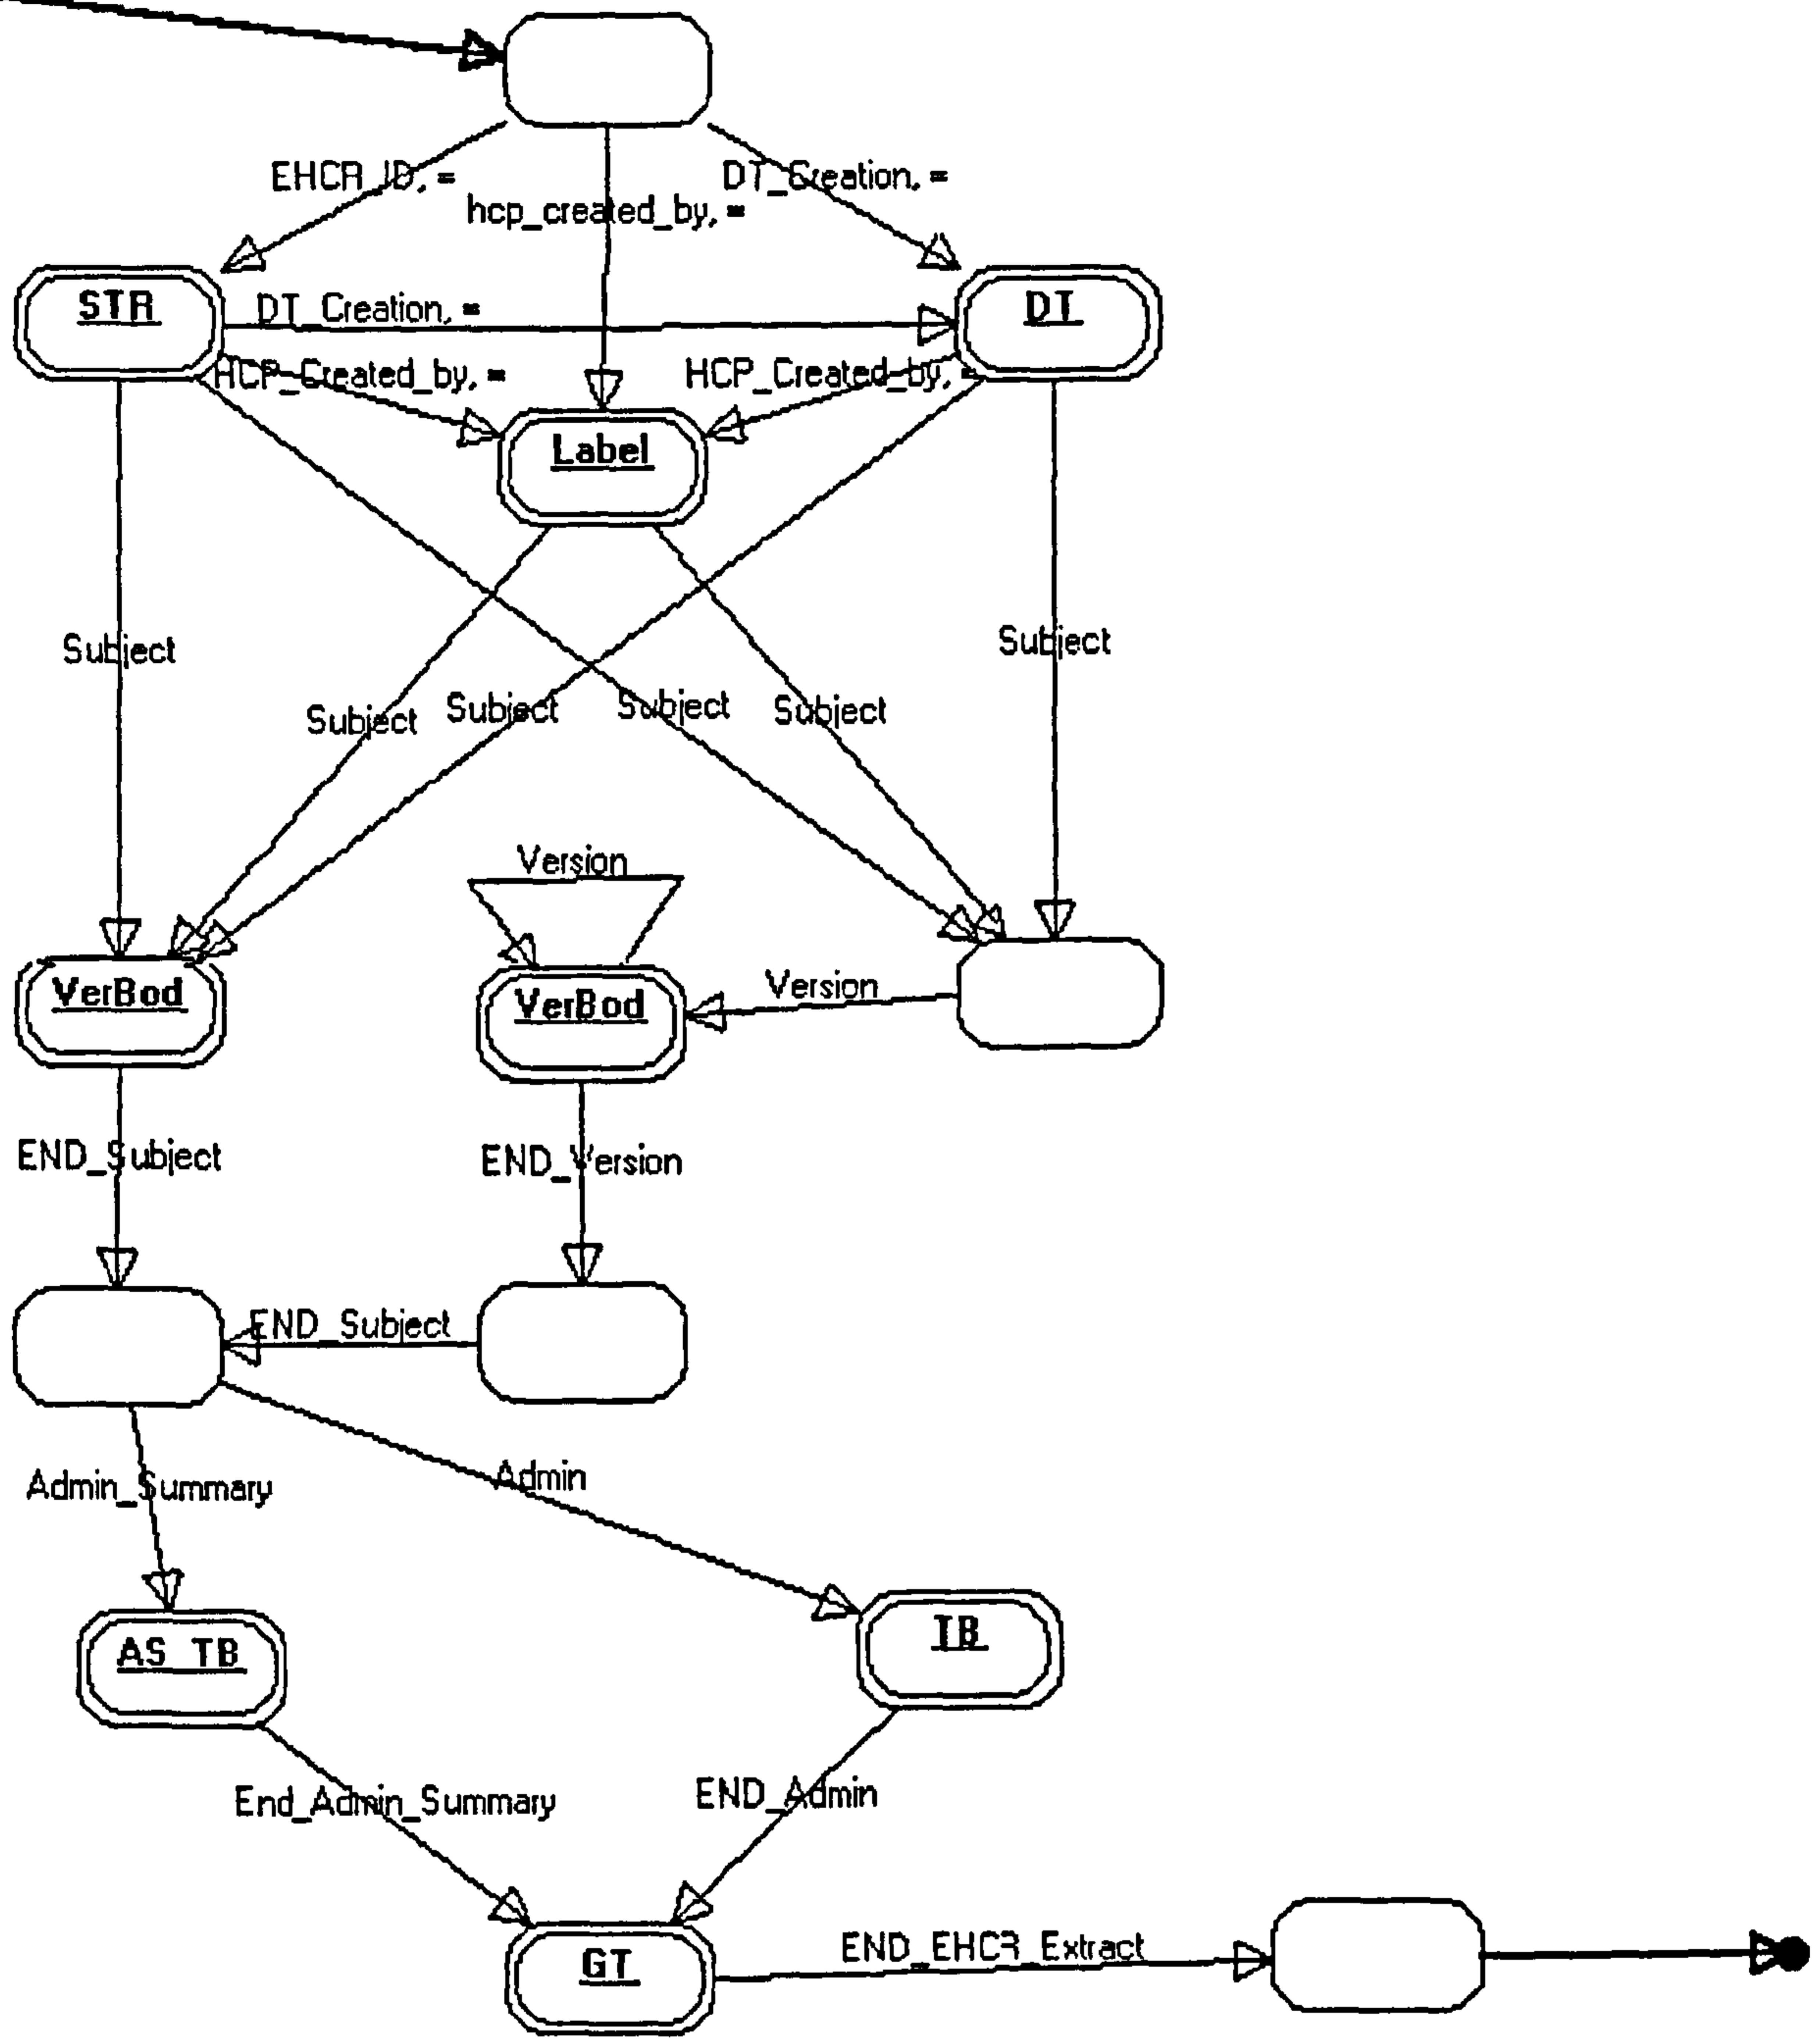 EHCR_ID, =
DT_Creation, =
hcp_created_by, =
STR
DT_Creation, =
DT
HCP_Created_by, =
HCP_Created_by, =
Label
Subject
Subject
Subject
Subject
Subject
Subject
Version
VerBod
VerBod
Version
END_Subject
END_Version
END_Subject
Admin_Summary
Admin
AS_TB
TB
End_Admin_Summary
END_Admin
GT
END_EHCR_Extract